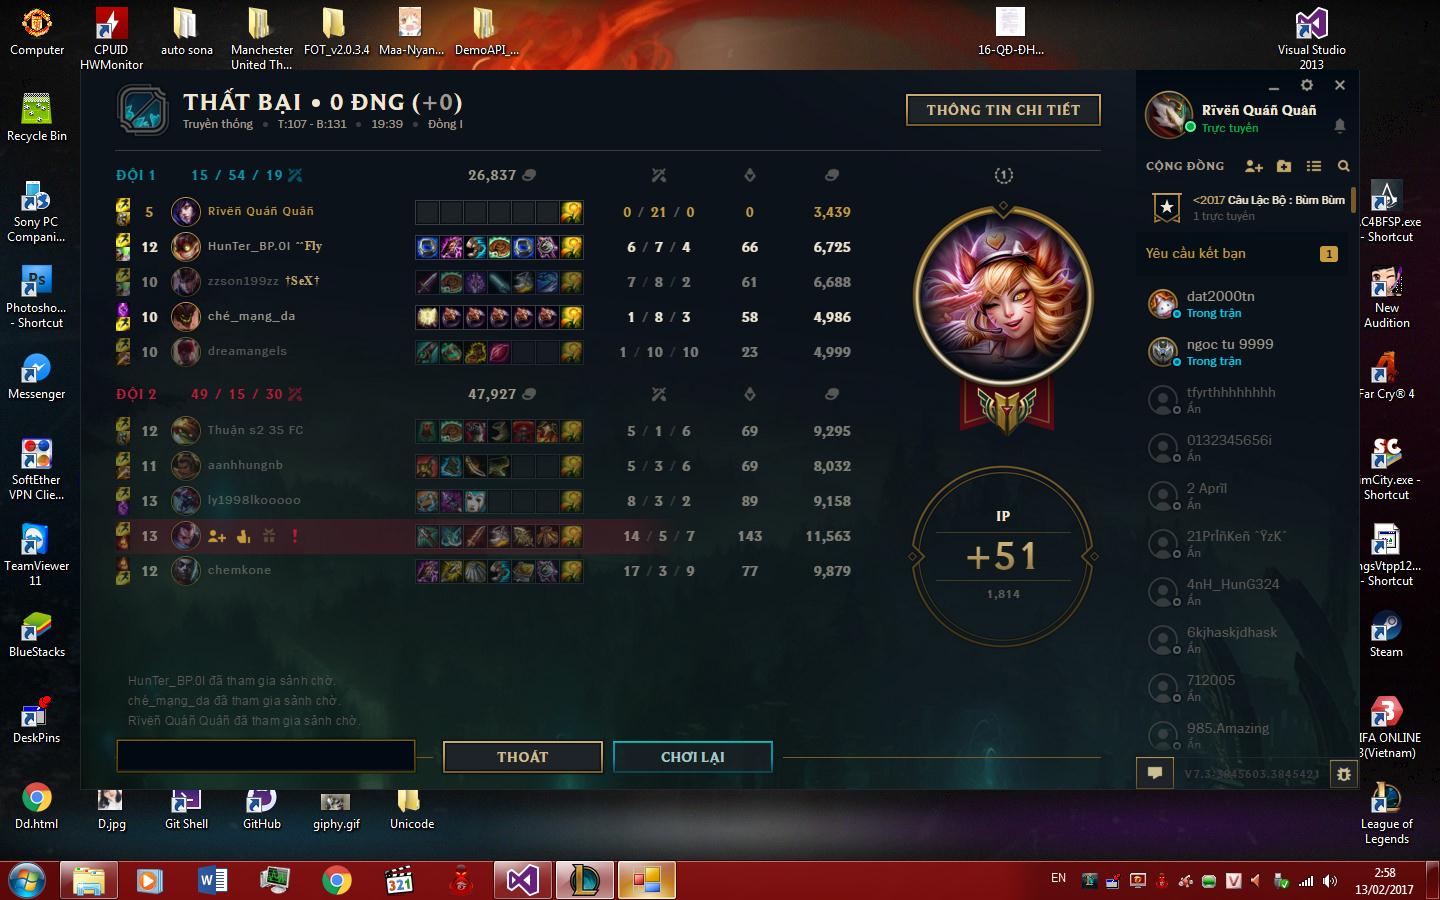 Computer
CPUID HWMonitor
auto sona
Manchester United Th...
FOT_v2.0.3.4
Maa-Nyan...
DemoAPI_...
16-QĐ-ĐH...
Visual Studio 2013
Recycle Bin
Sony PC Compani...
Photosho... - Shortcut
Messenger
SoftEther VPN Clie...
TeamViewer 11
BlueStacks
DeskPins
THẤT BẠI • 0 ĐNG (+0)
Truyền thống • T:107 - B:131 • 19:39 • Đồng I
THÔNG TIN CHI TIẾT
ĐỘI 1 15 / 54 / 19 26,837
5 Rïvëñ Quáñ Quâñ 0 / 21 / 0 0 3,439
12 HunTer_BP.0I ^^Fly 6 / 7 / 4 66 6,725
10 zzson199zz †SeX† 7 / 8 / 2 61 6,688
10 ché_mạng_da 1 / 8 / 3 58 4,986
10 dreamangels 1 / 10 / 10 23 4,999
ĐỘI 2 49 / 15 / 30 47,927
12 Thuận s2 35 FC 5 / 1 / 6 69 9,295
11 aanhhungnb 5 / 3 / 6 69 8,032
13 ly1998lkooooo 8 / 3 / 2 89 9,158
13 14 / 5 / 7 143 11,563
12 chemkone 17 / 3 / 9 77 9,879
1
IP
+51
1,814
HunTer_BP.0I đã tham gia sảnh chờ.
ché_mạng_da đã tham gia sảnh chờ.
Rïvëñ Quáñ Quâñ đã tham gia sảnh chờ.
THOÁT
CHƠI LẠI
Rïvëñ Quáñ Quâñ
Trực tuyến
CỘNG ĐỒNG
<2017 Câu Lạc Bộ : Bùm Bùm
1 trực tuyến
Yêu cầu kết bạn 1
dat2000tn
Trong trận
ngoc tu 9999
Trong trận
tfyrthhhhhhhh
Ẩn
0132345656i
Ẩn
2 Aprïl
Ẩn
21PrÍñKeñ ^ŸzK^
Ẩn
4nH_HunG324
Ẩn
6kjhaskjdhask
Ẩn
712005
Ẩn
985.Amazing
Ẩn
V7.3.3845603.3845421
.C4BFSP.exe - Shortcut
New Audition
Far Cry® 4
imCity.exe - Shortcut
ngsVtpp12... - Shortcut
Steam
IFA ONLINE 3(Vietnam)
League of Legends
Dd.html
D.jpg
Git Shell
GitHub
giphy.gif
Unicode
321
EN
2:58
13/02/2017